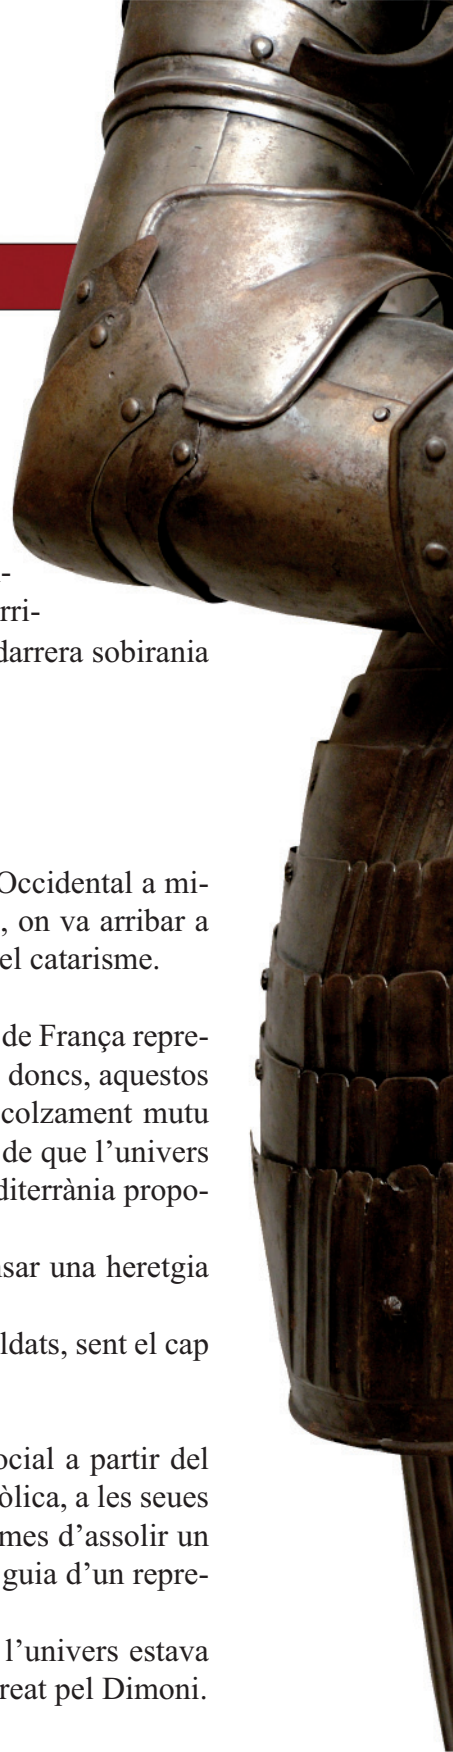 rri-
darrera sobirania
Occidental a mi-
, on va arribar a
el catarisme.
de França repre-
doncs, aquestos
colzament mutu
de que l’univers
diterrània propo-
sar una heretgia
ldats, sent el cap
ocial a partir del
òlica, a les seues
mes d’assolir un
guia d’un repre-
l’univers estava
reat pel Dimoni.